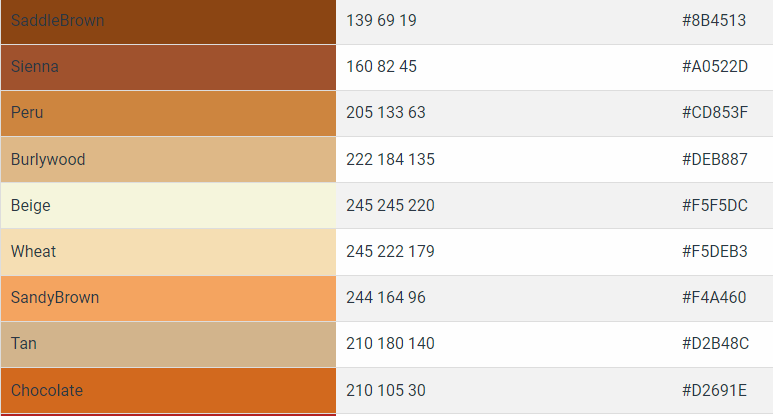 SaddleBrown 139 69 19 #8B4513
Sienna 160 82 45 #A0522D
Peru 205 133 63 #CD853F
Burlywood 222 184 135 #DEB887
Beige 245 245 220 #F5F5DC
Wheat 245 222 179 #F5DEB3
SandyBrown 244 164 96 #F4A460
Tan 210 180 140 #D2B48C
Chocolate 210 105 30 #D2691E